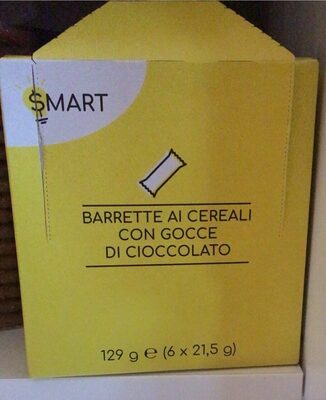 SMART
BARRETTE AI CEREALI
CON GOCCE
DI CIOCCOLATO
129 g ℮ (6 x 21,5 g)